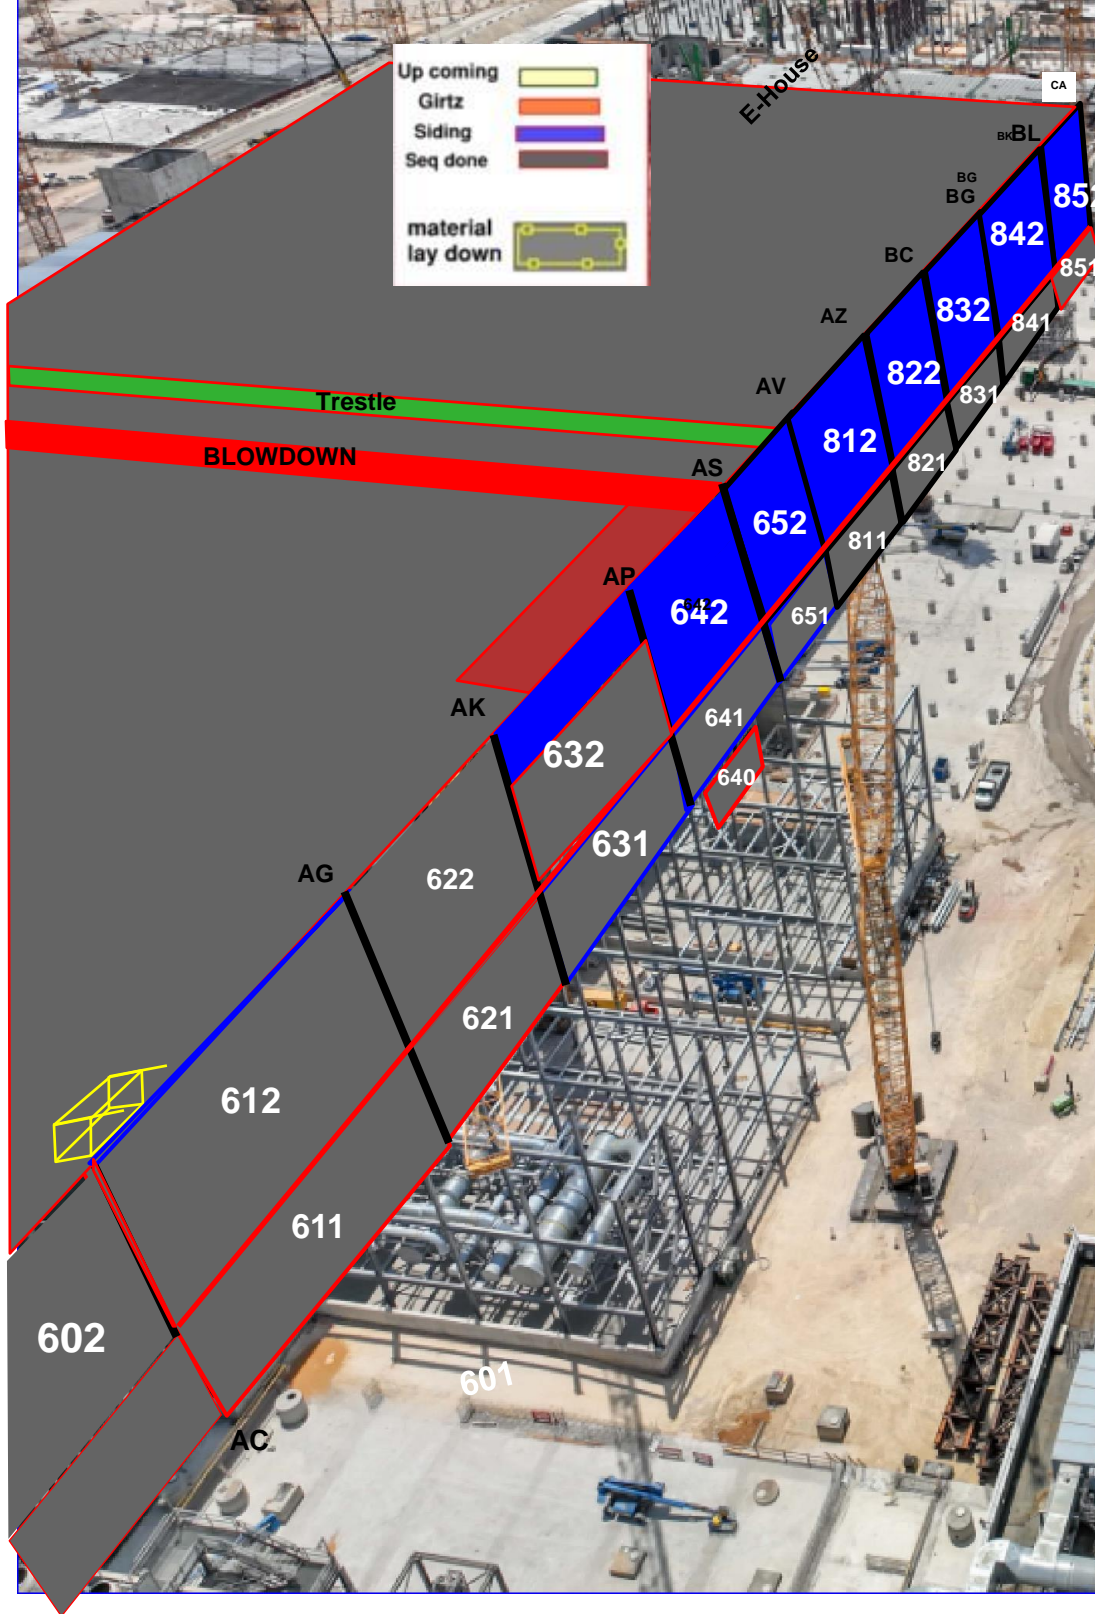 Up coming
Girtz
Siding
Seq done
material
lay down
E-House
CA
BK BL
BG
BG
BC
AZ
AV
AS
AP
AK
AG
AC
Trestle
BLOWDOWN
852
842
851
832
841
822
831
812
821
652
811
642
642
651
641
632
640
631
622
621
612
611
602
601